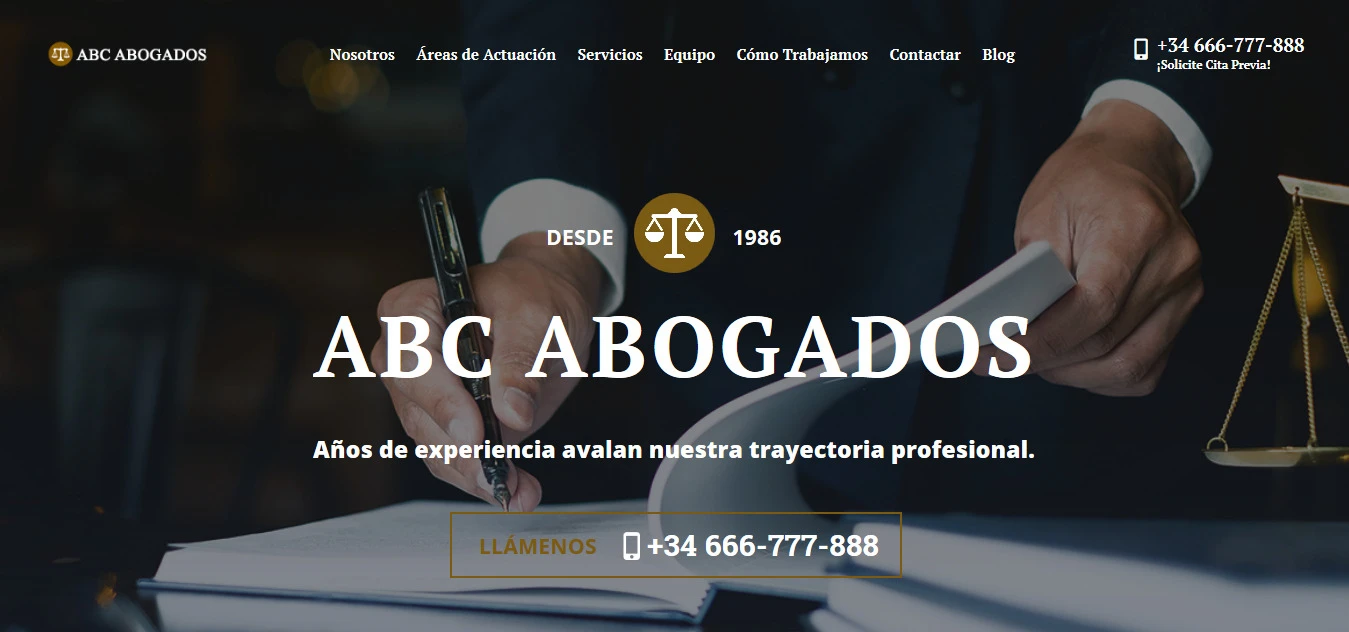 ABC ABOGADOS
Nosotros Áreas de Actuación Servicios Equipo Cómo Trabajamos Contactar Blog
+34 666-777-888
¡Solicite Cita Previa!
DESDE 1986
ABC ABOGADOS
Años de experiencia avalan nuestra trayectoria profesional.
LLÁMENOS +34 666-777-888